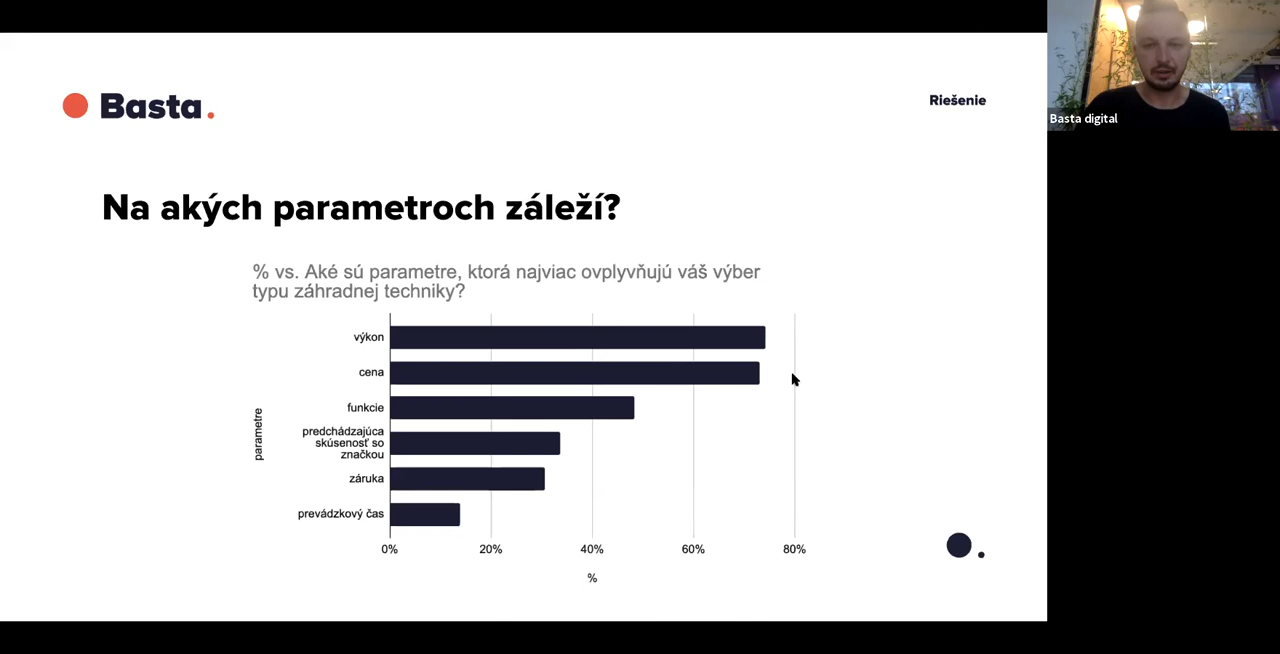 Basta.
Riešenie
Basta digital
Na akých parametroch záleží?
% vs. Aké sú parametre, ktorá najviac ovplyvňujú váš výber
typu záhradnej techniky?
parametre
výkon
cena
funkcie
predchádzajúca
skúsenosť so
značkou
záruka
prevádzkový čas
0%
20%
40%
60%
80%
%